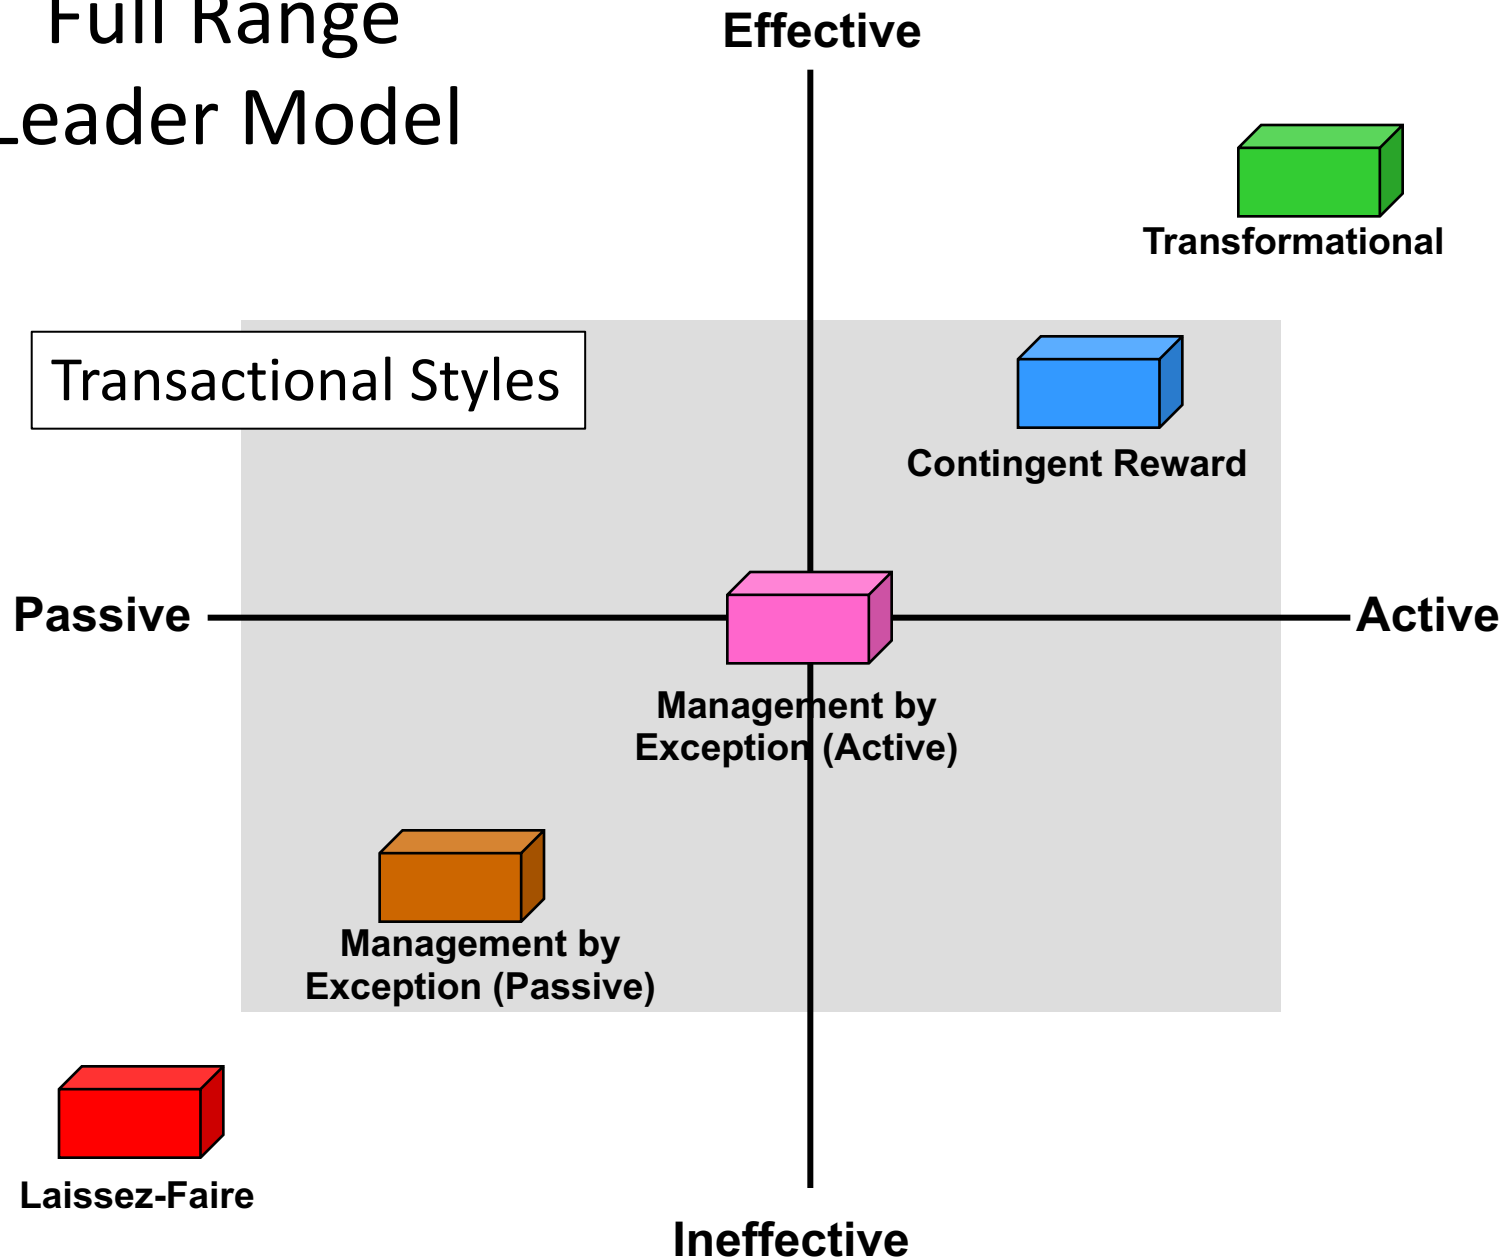 Full Range
Leader Model
Effective
Transformational
Transactional Styles
Contingent Reward
Passive
Active
Management by
Exception (Active)
Management by
Exception (Passive)
Laissez-Faire
Ineffective